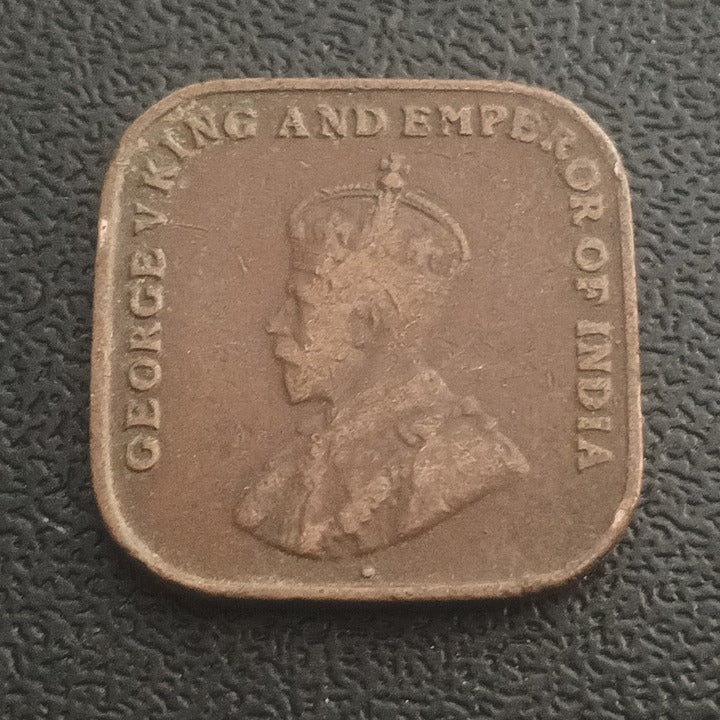 GEORGE V KING AND EMPEROR OF INDIA